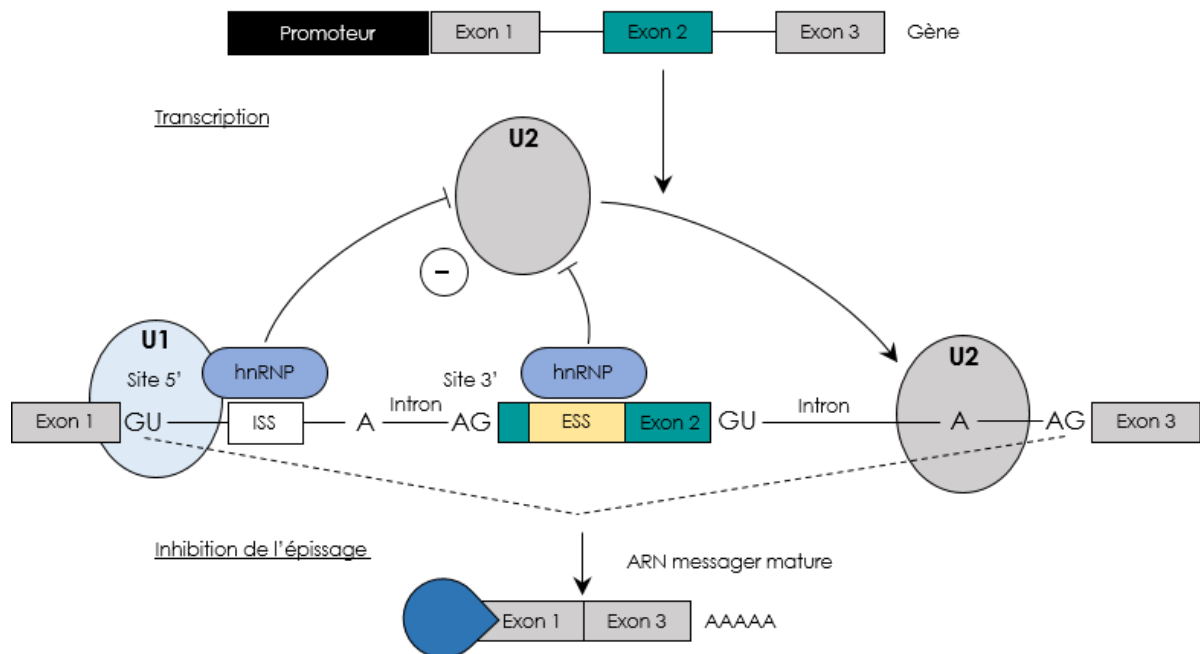 Promoteur Exon 1 Exon 2 Exon 3 Gène
Transcription
U2
U1 U2
Site 5' hnRNP Site 3' hnRNP
Exon 1 GU ISS A Intron AG ESS Exon 2 GU Intron A AG Exon 3
Inhibition de l'épissage
ARN messager mature
Exon 1 Exon 3 AAAAA